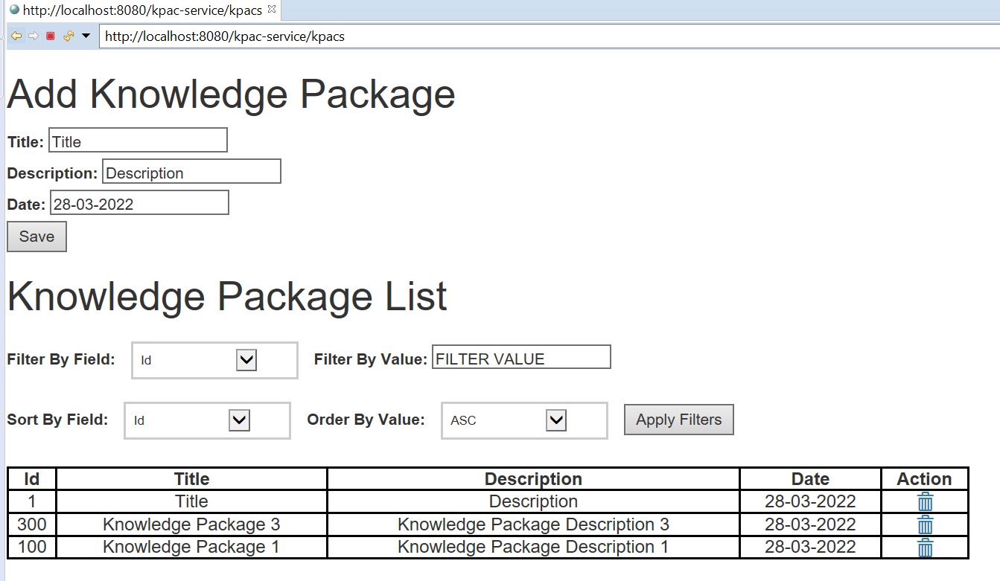 http://localhost:8080/kpac-service/kpacs
http://localhost:8080/kpac-service/kpacs
Add Knowledge Package
Title: Title
Description: Description
Date: 28-03-2022
Save
Knowledge Package List
Filter By Field: Id Filter By Value: FILTER VALUE
Sort By Field: Id Order By Value: ASC Apply Filters
Id Title Description Date Action
1 Title Description 28-03-2022
300 Knowledge Package 3 Knowledge Package Description 3 28-03-2022
100 Knowledge Package 1 Knowledge Package Description 1 28-03-2022